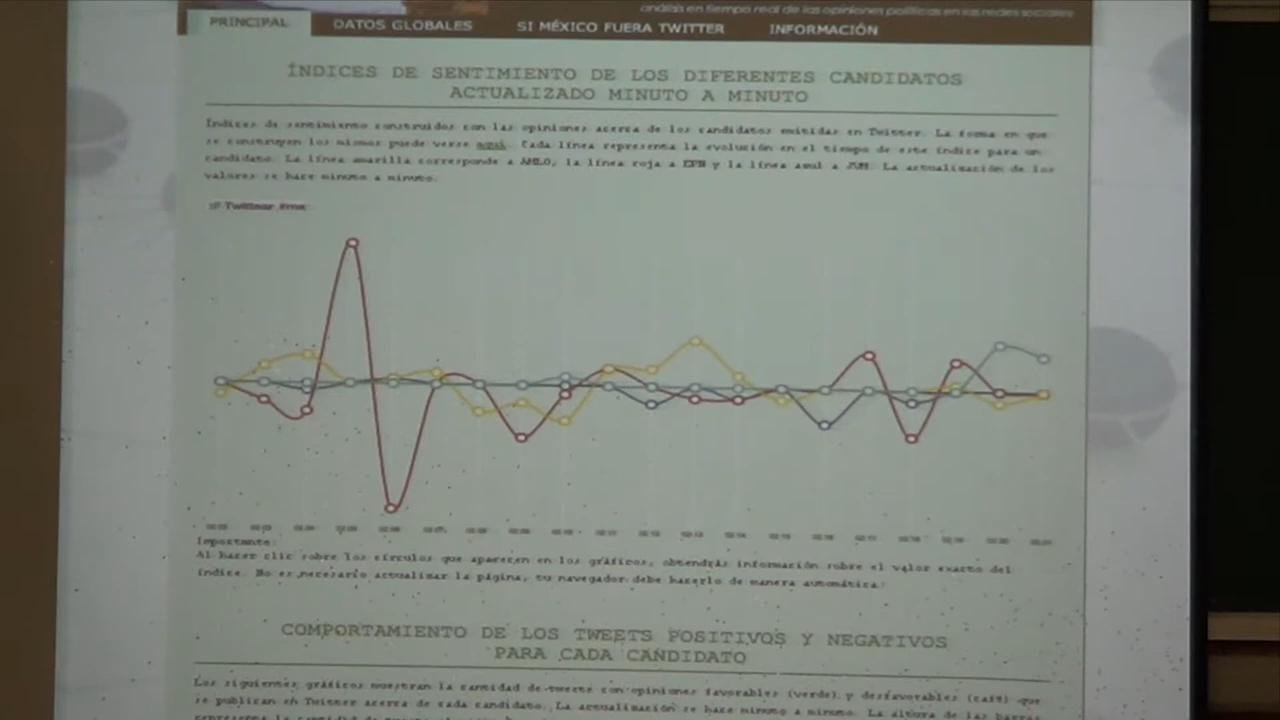 análisis en tiempo real de las opiniones políticas en las redes sociales
PRINCIPAL DATOS GLOBALES SI MÉXICO FUERA TWITTER INFORMACIÓN
ÍNDICES DE SENTIMIENTO DE LOS DIFERENTES CANDIDATOS
ACTUALIZADO MINUTO A MINUTO
Índices de sentimiento construidos con las opiniones acerca de los candidatos emitidas en Twitter. La forma en que
se construyen los mismos puede verse aquí. Cada línea representa la evolución en el tiempo de este índice para un
candidato. La línea amarilla corresponde a AMLO, la línea roja a EPN y la línea azul a JVM. La actualización de los
valores se hace minuto a minuto.
Twittear
Importante:
Al hacer clic sobre los círculos que aparecen en los gráficos, obtendrás información sobre el valor exacto del
índice. No es necesario actualizar la página, tu navegador debe hacerlo de manera automática.
COMPORTAMIENTO DE LOS TWEETS POSITIVOS Y NEGATIVOS
PARA CADA CANDIDATO
Los siguientes gráficos muestran la cantidad de tweets con opiniones favorables (verde) y desfavorables (café) que
se publican en Twitter acerca de cada candidato. La actualización se hace minuto a minuto. La altura de las barras
representa la cantidad de